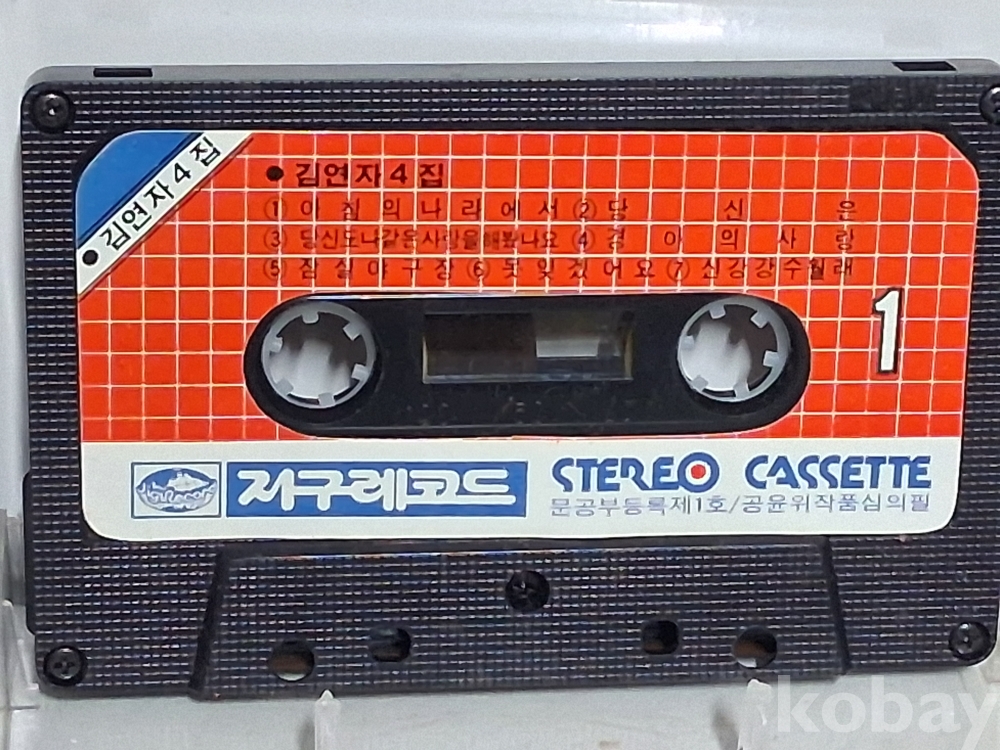 ● 김연자4집
● 김연자4집
① 아침의나라에서 ② 당신은
③ 당신도나같은사랑을해봤나요 ④ 경아의사랑
⑤ 잠실야구장 ⑥ 못잊겠어요 ⑦ 신강강수월래
1
지구레코드 STEREO CASSETTE
문공부등록제1호/공윤위작품심의필
kobay